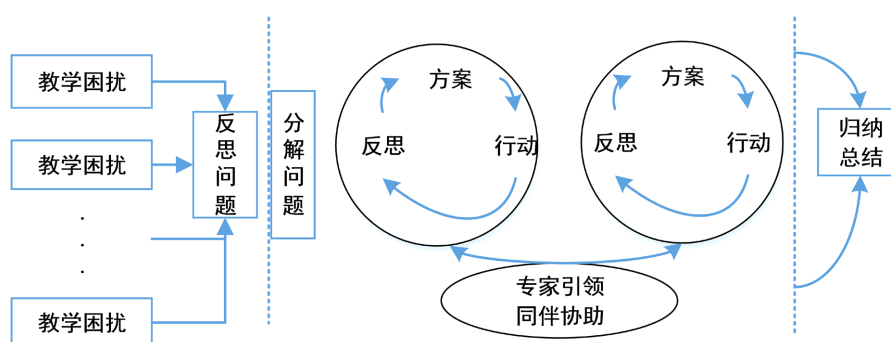 教学困扰
教学困扰
教学困扰
反
思
问
题
分
解
问
题
方案
行动
反思
方案
行动
反思
专家引领
同伴协助
归纳
总结